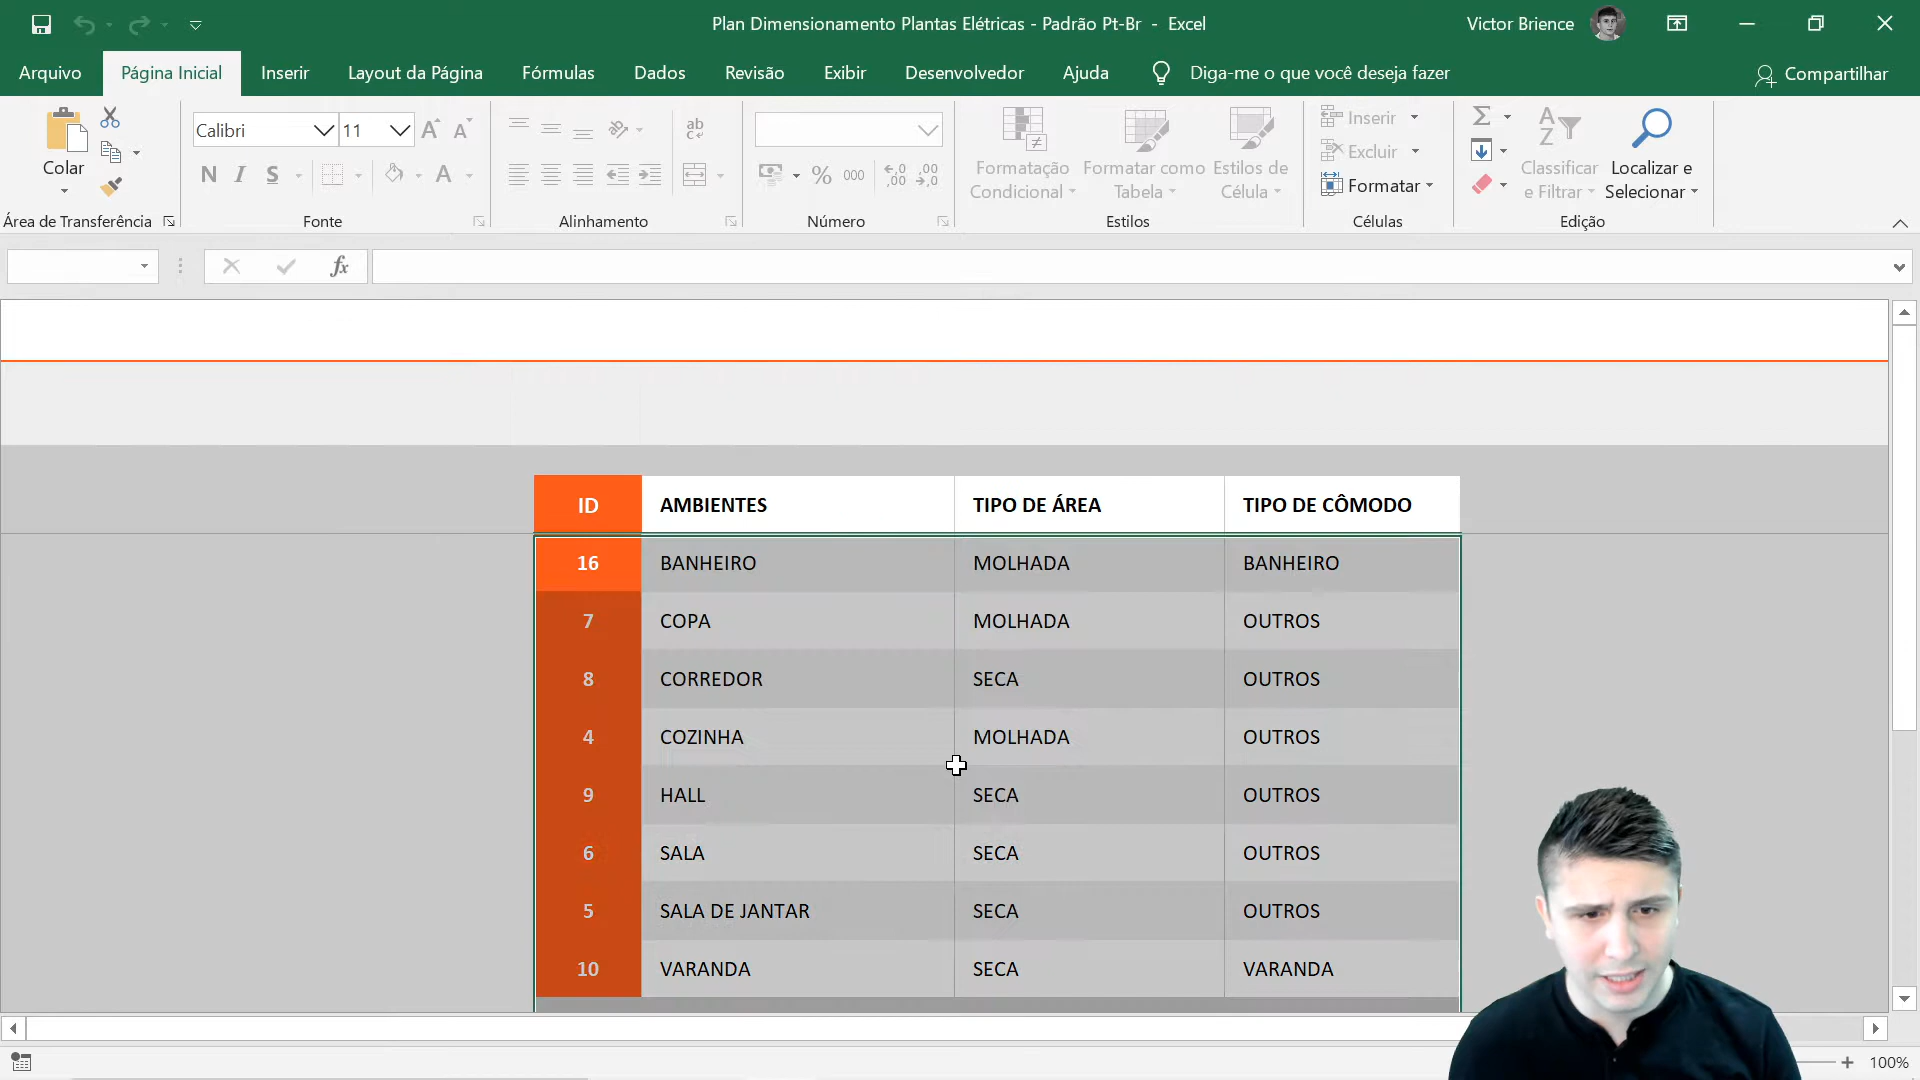 Plan Dimensionamento Plantas Elétricas - Padrão Pt-Br - Excel
Victor Brience
Arquivo
Página Inicial
Inserir
Layout da Página
Fórmulas
Dados
Revisão
Exibir
Desenvolvedor
Ajuda
Diga-me o que você deseja fazer
Compartilhar
Colar
Área de Transferência
Calibri
11
N I S
A
Fonte
ab
c
Alinhamento
% 000
Número
Formatação
Condicional
Formatar como
Tabela
Estilos de
Célula
Estilos
Inserir
Excluir
Formatar
Células
Classificar
e Filtrar
Localizar e
Selecionar
Edição
fx
ID AMBIENTES TIPO DE ÁREA TIPO DE CÔMODO
16 BANHEIRO MOLHADA BANHEIRO
7 COPA MOLHADA OUTROS
8 CORREDOR SECA OUTROS
4 COZINHA MOLHADA OUTROS
9 HALL SECA OUTROS
6 SALA SECA OUTROS
5 SALA DE JANTAR SECA OUTROS
10 VARANDA SECA VARANDA
100%